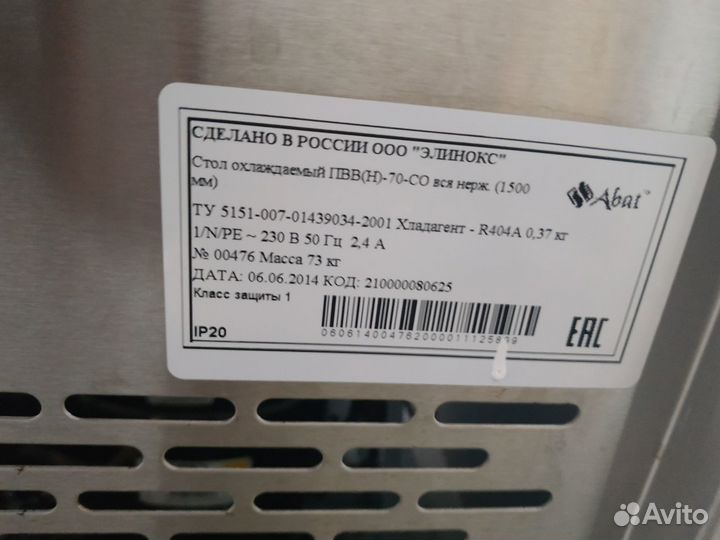 СДЕЛАНО В РОССИИ ООО "ЭЛИНОКС"
Стол охлаждаемый ПВВ(Н)-70-СО вся нерж. (1500
мм)
Abat™
ТУ 5151-007-01439034-2001 Хладагент - R404A 0,37 кг
1/N/PE ~ 230 В 50 Гц 2,4 А
№ 00476 Масса 73 кг
ДАТА: 06.06.2014 КОД: 210000080625
Класс защиты 1
IP20
EAC
Avito